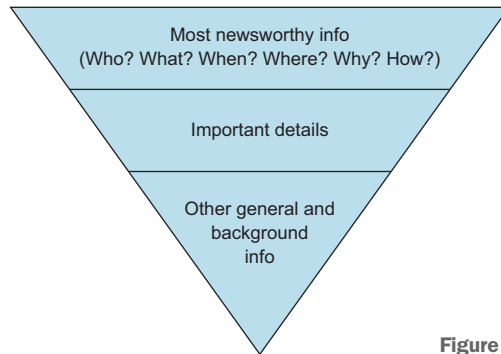 Most newsworthy info
(Who? What? When? Where? Why? How?)
Important details
Other general and
background
info
Figure